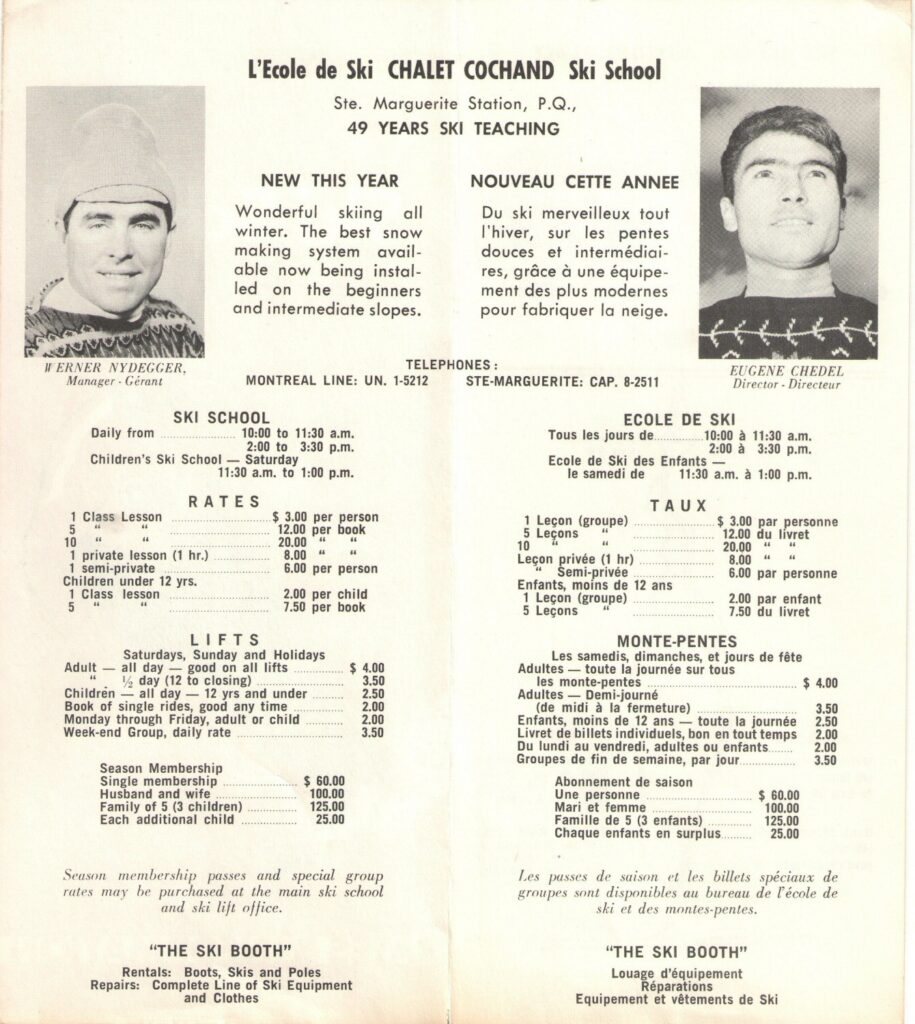 L'Ecole de Ski CHALET COCHAND Ski School
Ste. Marguerite Station, P.Q.,
49 YEARS SKI TEACHING
NEW THIS YEAR
Wonderful skiing all
winter. The best snow
making system avail-
able now being instal-
led on the beginners
and intermediate slopes.
NOUVEAU CETTE ANNEE
Du ski merveilleux tout
l'hiver, sur les pentes
douces et intermédiai-
res, grâce à une équipe-
ment des plus modernes
pour fabriquer la neige.
WERNER NYDEGGER,
Manager - Gérant
EUGENE CHEDEL
Director - Directeur
TELEPHONES:
MONTREAL LINE: UN. 1-5212 STE-MARGUERITE: CAP. 8-2511
SKI SCHOOL
Daily from ........ 10:00 to 11:30 a.m.
2:00 to 3:30 p.m.
Children's Ski School — Saturday
11:30 a.m. to 1:00 p.m.
RATES
1 Class Lesson ........ $ 3.00 per person
5 " " ........ 12.00 per book
10 " " ........ 20.00 " "
1 private lesson (1 hr.) ........ 8.00 " "
1 semi-private ........ 6.00 per person
Children under 12 yrs.
1 Class lesson ........ 2.00 per child
5 " " ........ 7.50 per book
LIFTS
Saturdays, Sunday and Holidays
Adult — all day — good on all lifts ........ $ 4.00
" ½ day (12 to closing) ........ 3.50
Children — all day — 12 yrs and under ........ 2.50
Book of single rides, good any time ........ 2.00
Monday through Friday, adult or child ........ 2.00
Week-end Group, daily rate ........ 3.50
Season Membership
Single membership ........ $ 60.00
Husband and wife ........ 100.00
Family of 5 (3 children) ........ 125.00
Each additional child ........ 25.00
Season membership passes and special group
rates may be purchased at the main ski school
and ski lift office.
"THE SKI BOOTH"
Rentals: Boots, Skis and Poles
Repairs: Complete Line of Ski Equipment
and Clothes
ECOLE DE SKI
Tous les jours de ........ 10:00 à 11:30 a.m.
2:00 à 3:30 p.m.
Ecole de Ski des Enfants —
le samedi de 11:30 a.m. à 1:00 p.m.
TAUX
1 Leçon (groupe) ........ $ 3.00 par personne
5 Leçons " ........ 12.00 du livret
10 " " ........ 20.00 " "
Leçon privée (1 hr) ........ 8.00 " "
" Semi-privée ........ 6.00 par personne
Enfants, moins de 12 ans
1 Leçon (groupe) ........ 2.00 par enfant
5 Leçons " ........ 7.50 du livret
MONTE-PENTES
Les samedis, dimanches, et jours de fête
Adultes — toute la journée sur tous
les monte-pentes ........ $ 4.00
Adultes — Demi-journé
(de midi à la fermeture) ........ 3.50
Enfants, moins de 12 ans — toute la journée 2.50
Livret de billets individuels, bon en tout temps 2.00
Du lundi au vendredi, adultes ou enfants ........ 2.00
Groupes de fin de semaine, par jour ........ 3.50
Abonnement de saison
Une personne ........ $ 60.00
Mari et femme ........ 100.00
Famille de 5 (3 enfants) ........ 125.00
Chaque enfants en surplus ........ 25.00
Les passes de saison et les billets spéciaux de
groupes sont disponibles au bureau de l'école de
ski et des montes-pentes.
"THE SKI BOOTH"
Louage d'équipement
Réparations
Equipement et vêtements de Ski